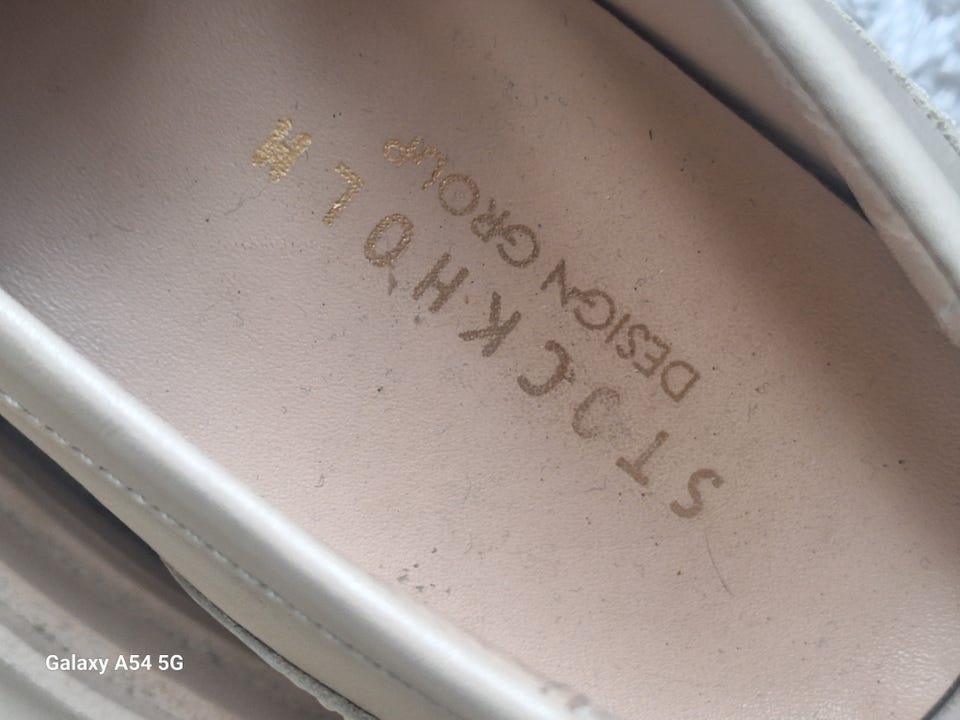 STOCKHOLM
DESIGN GROUP
Galaxy A54 5G